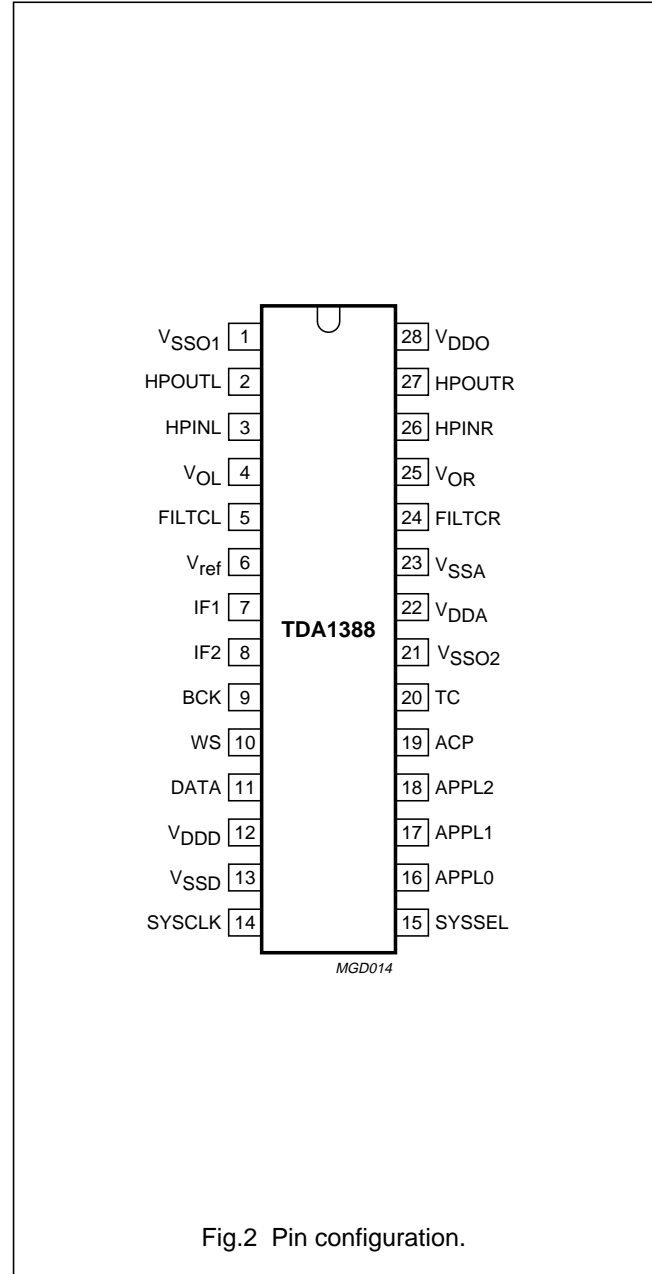 VSSO1 1 28 VDDO
HPOUTL 2 27 HPOUTR
HPINL 3 26 HPINR
VOL 4 25 VOR
FILTCL 5 24 FILTCR
Vref 6 23 VSSA
IF1 7 22 VDDA
TDA1388
IF2 8 21 VSSO2
BCK 9 20 TC
WS 10 19 ACP
DATA 11 18 APPL2
VDDD 12 17 APPL1
VSSD 13 16 APPL0
SYSCLK 14 15 SYSSEL
MGD014
Fig.2 Pin configuration.